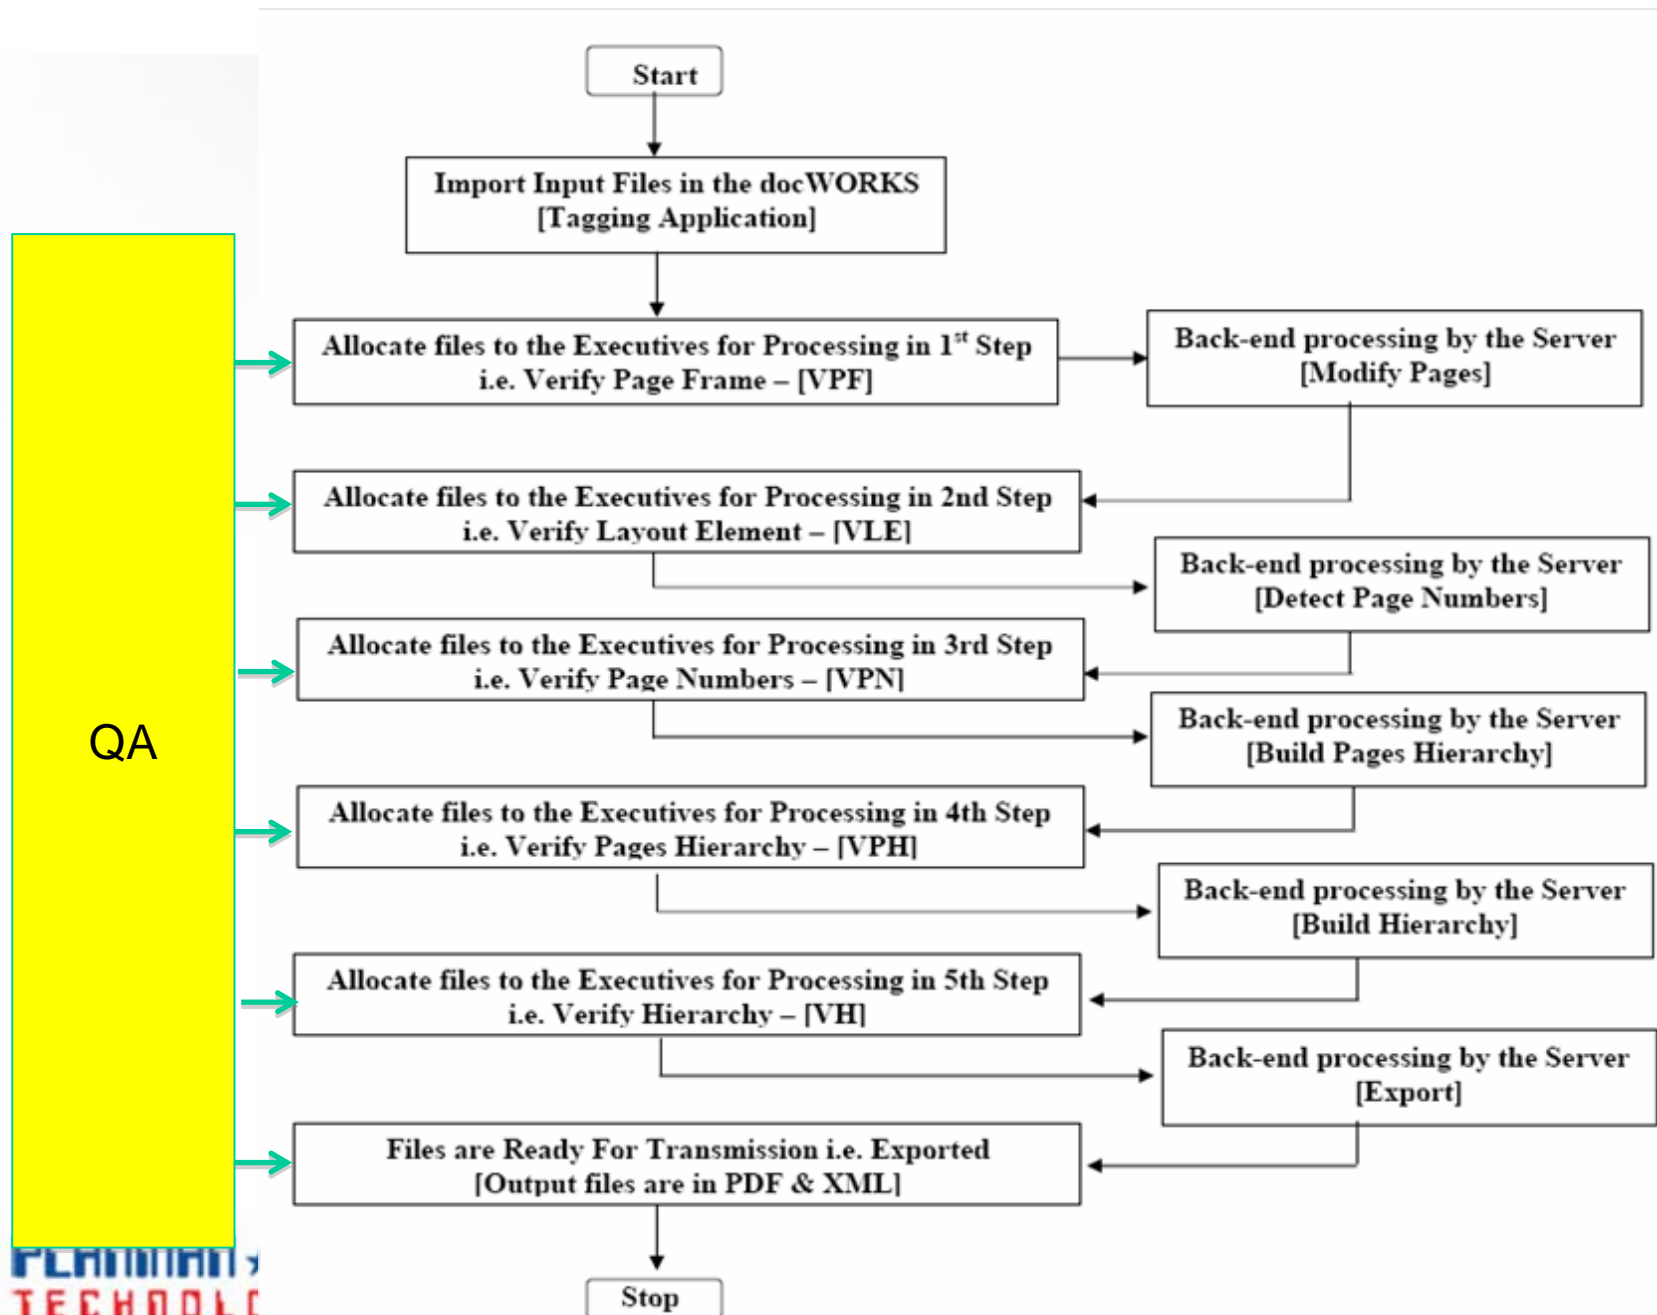 Start
Import Input Files in the docWORKS
[Tagging Application]
Allocate files to the Executives for Processing in 1st Step
i.e. Verify Page Frame – [VPF]
Back-end processing by the Server
[Modify Pages]
Allocate files to the Executives for Processing in 2nd Step
i.e. Verify Layout Element – [VLE]
Back-end processing by the Server
[Detect Page Numbers]
Allocate files to the Executives for Processing in 3rd Step
i.e. Verify Page Numbers – [VPN]
QA
Back-end processing by the Server
[Build Pages Hierarchy]
Allocate files to the Executives for Processing in 4th Step
i.e. Verify Pages Hierarchy – [VPH]
Back-end processing by the Server
[Build Hierarchy]
Allocate files to the Executives for Processing in 5th Step
i.e. Verify Hierarchy – [VH]
Back-end processing by the Server
[Export]
Files are Ready For Transmission i.e. Exported
[Output files are in PDF & XML]
Stop